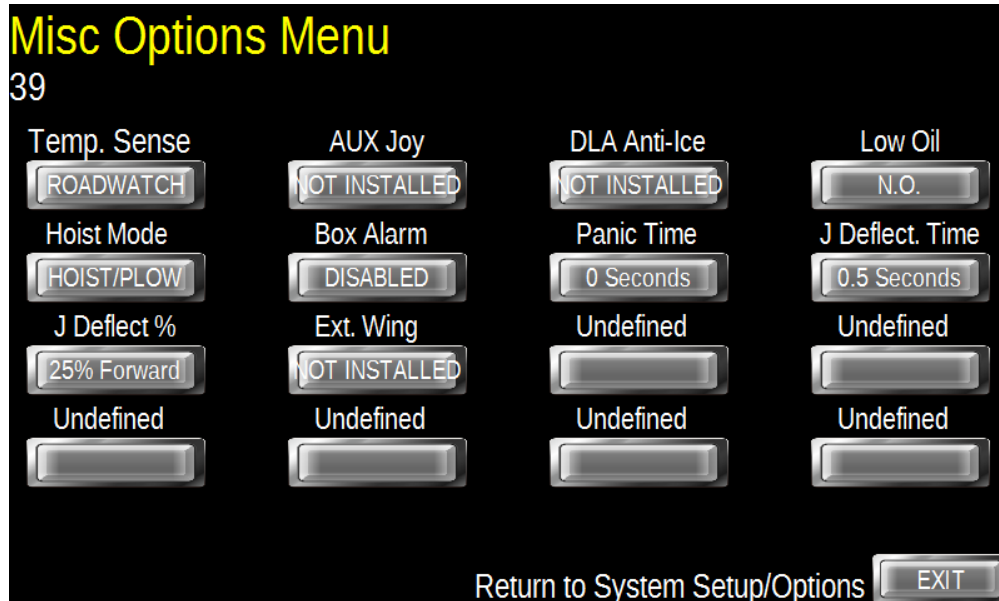 Misc Options Menu
39
Temp. Sense AUX Joy DLA Anti-Ice Low Oil
ROADWATCH NOT INSTALLED NOT INSTALLED N.O.
Hoist Mode Box Alarm Panic Time J Deflect. Time
HOIST/PLOW DISABLED 0 Seconds 0.5 Seconds
J Deflect % Ext. Wing Undefined Undefined
25% Forward NOT INSTALLED
Undefined Undefined Undefined Undefined
Return to System Setup/Options EXIT